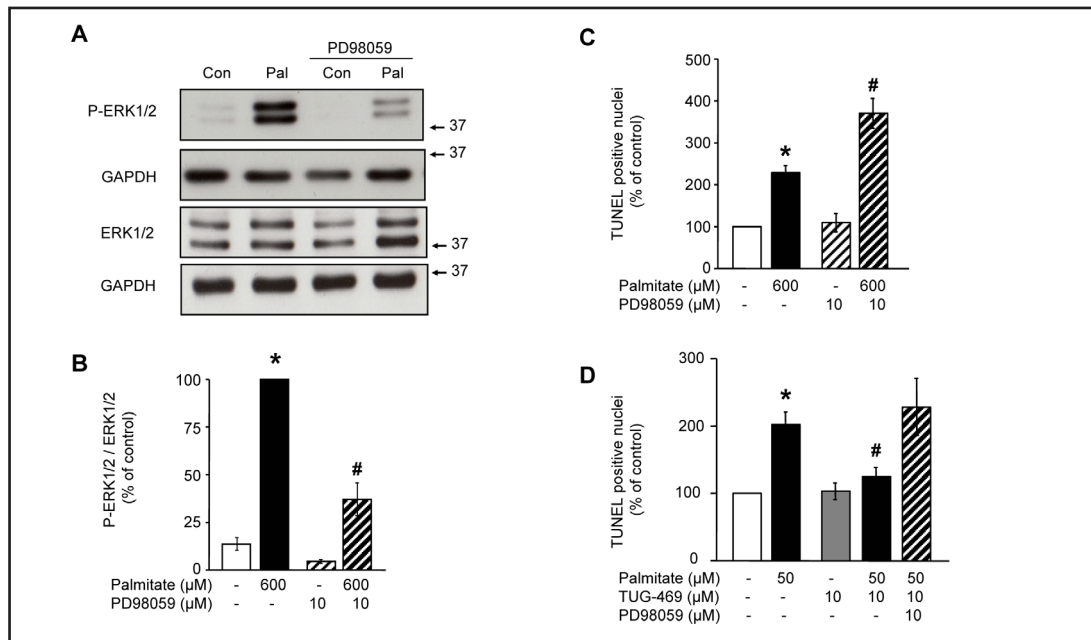 A
PD98059
Con Pal Con Pal
P-ERK1/2
← 37
← 37
GAPDH
ERK1/2
← 37
← 37
GAPDH
B
P-ERK1/2 / ERK1/2
(% of control)
100
75
50
25
0
*
#
Palmitate (µM) - 600 - 600
PD98059 (µM) - - 10 10
C
TUNEL positive nuclei
(% of control)
500
400
300
200
100
0
*
#
Palmitate (µM) - 600 - 600
PD98059 (µM) - - 10 10
D
TUNEL positive nuclei
(% of control)
300
200
100
0
*
#
Palmitate (µM) - 50 - 50 50
TUG-469 (µM) - - 10 10 10
PD98059 (µM) - - - - 10